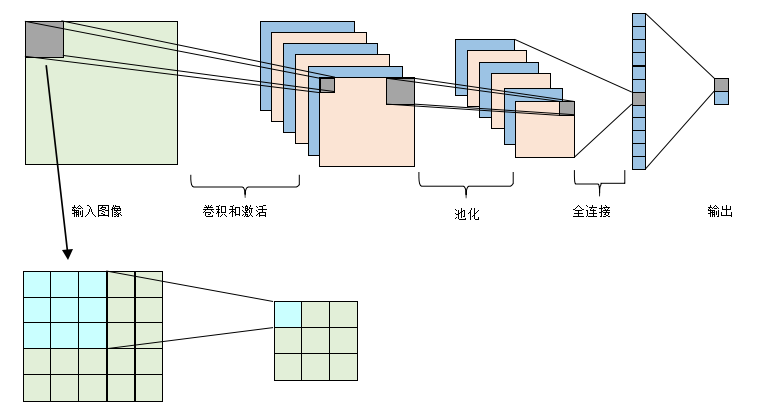 输入图像
卷积和激活
池化
全连接
输出